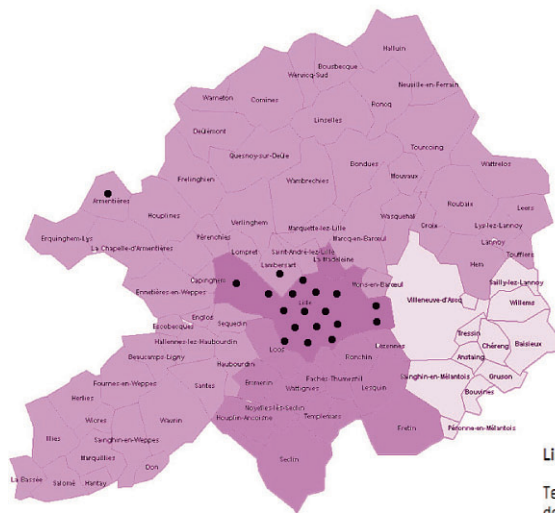 Halluin
Bousbecque
Wervicq-Sud
Neuville-en-Ferrain
Warneton
Comines
Roncq
Linselles
Deûlémont
Tourcoing
Quesnoy-sur-Deûle
Bondues
Wattrelos
Mouvaux
Frelinghien
Wambrechies
Armentières
Roubaix
Leers
Houplines
Wasquehal
Verlinghem
Croix
Lys-lez-Lannoy
Marquette-lez-Lille
Erquinghem-Lys
Pérenchies
Marcq-en-Barœul
Lannoy
La Chapelle-d'Armentières
Lompret
Saint-André-lez-Lille
Toufflers
La Madeleine
Lambersart
Hem
Capinghem
Mons-en-Barœul
Sailly-lez-Lannoy
Ennetières-en-Weppes
Villeneuve-d'Ascq
Lille
Willems
Englos
Escobecques
Sequedin
Tressin
Hallennes-lez-Haubourdin
Lezennes
Chéreng
Baisieux
Loos
Ronchin
Anstaing
Beaucamps-Ligny
Haubourdin
Faches-Thumesnil
Sainghin-en-Mélantois
Gruson
Fournes-en-Weppes
Santes
Emmerin
Wattignies
Lesquin
Bouvines
Herlies
Noyelles-lès-Seclin
Houplin-Ancoisne
Templemars
Wicres
Wavrin
Fretin
Péronne-en-Mélantois
Illies
Sainghin-en-Weppes
Marquillies
Seclin
Don
La Bassée
Salomé
Hantay
Li
Te